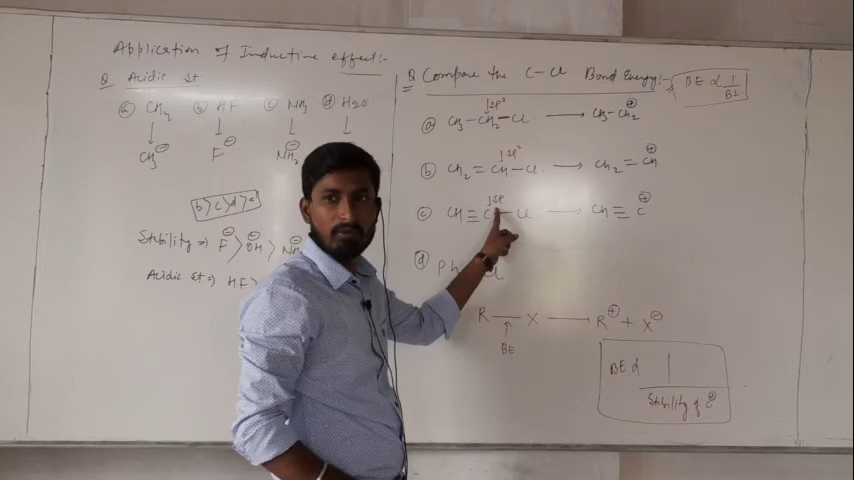 Application of Inductive effect:-
Q Acidic st
ⓐ CH₄ ⓑ HF ⓒ NH₃ ⓓ H₂O
↓ ↓ ↓ ↓
CH₃⊖ F⊖ NH₂⊖
b > c > d > a
Stability ⇒ F⊖ > OH⊖ > NH₂⊖
Acidic St ⇒ HF >
Q Compare the C-Cl Bond Energy:-
BE ∝ 1/BL
ⓐ CH₃-CH₂-Cl → CH₃-CH₂⊕
ⓑ CH₂=CH-Cl → CH₂=CH⊕
sp²
ⓒ CH≡C-Cl → CH≡C⊕
sp
ⓓ Ph Cl
R — X → R⊕ + X⊖
BE
BE ∝ 1/Stability of C⊕